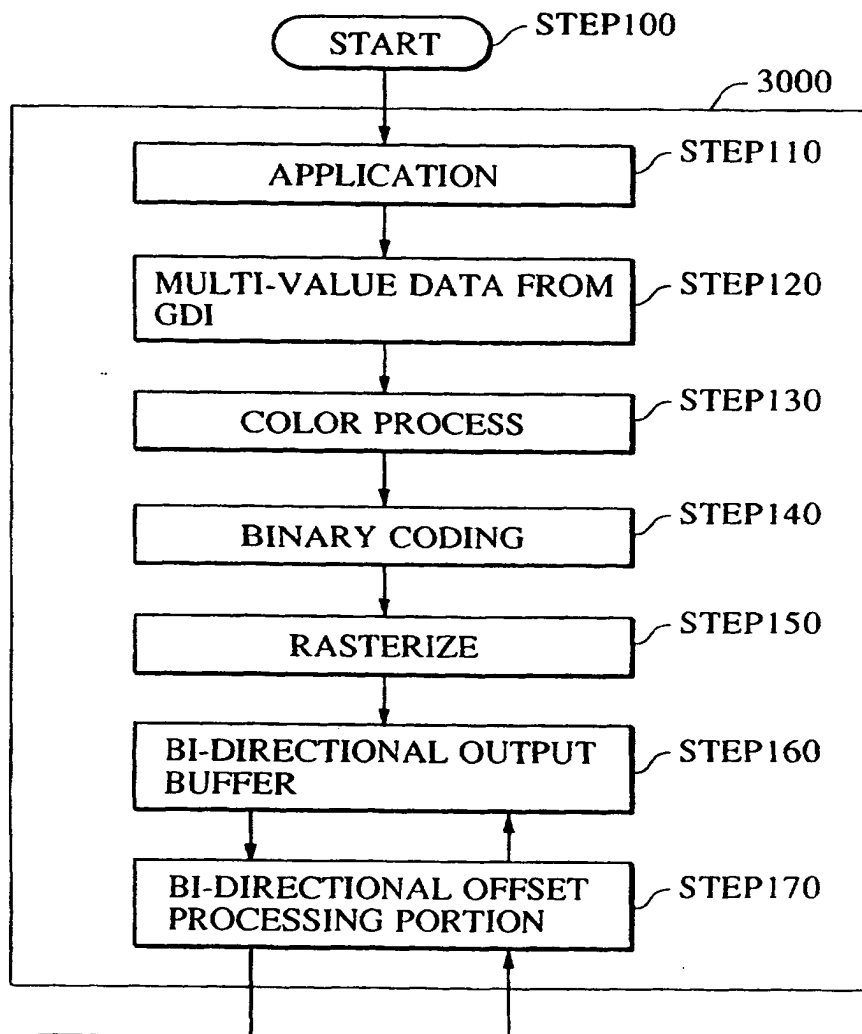 START
STEP100
3000
APPLICATION
STEP110
MULTI-VALUE DATA FROM
GDI
STEP120
COLOR PROCESS
STEP130
BINARY CODING
STEP140
RASTERIZE
STEP150
BI-DIRECTIONAL OUTPUT
BUFFER
STEP160
BI-DIRECTIONAL OFFSET
PROCESSING PORTION
STEP170